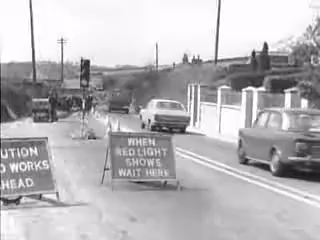 UTION
D WORKS
HEAD
WHEN
RED LIGHT
SHOWS
WAIT HERE